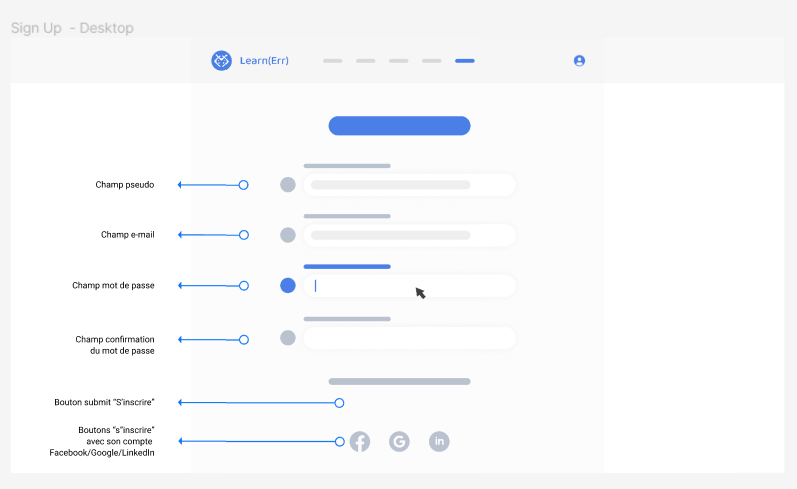 Sign Up - Desktop
Learn(Err)
Champ pseudo
Champ e-mail
Champ mot de passe
Champ confirmation
du mot de passe
Bouton submit “S’inscrire”
Boutons “s”inscrire”
avec son compte
Facebook/Google/LinkedIn
f
G
in